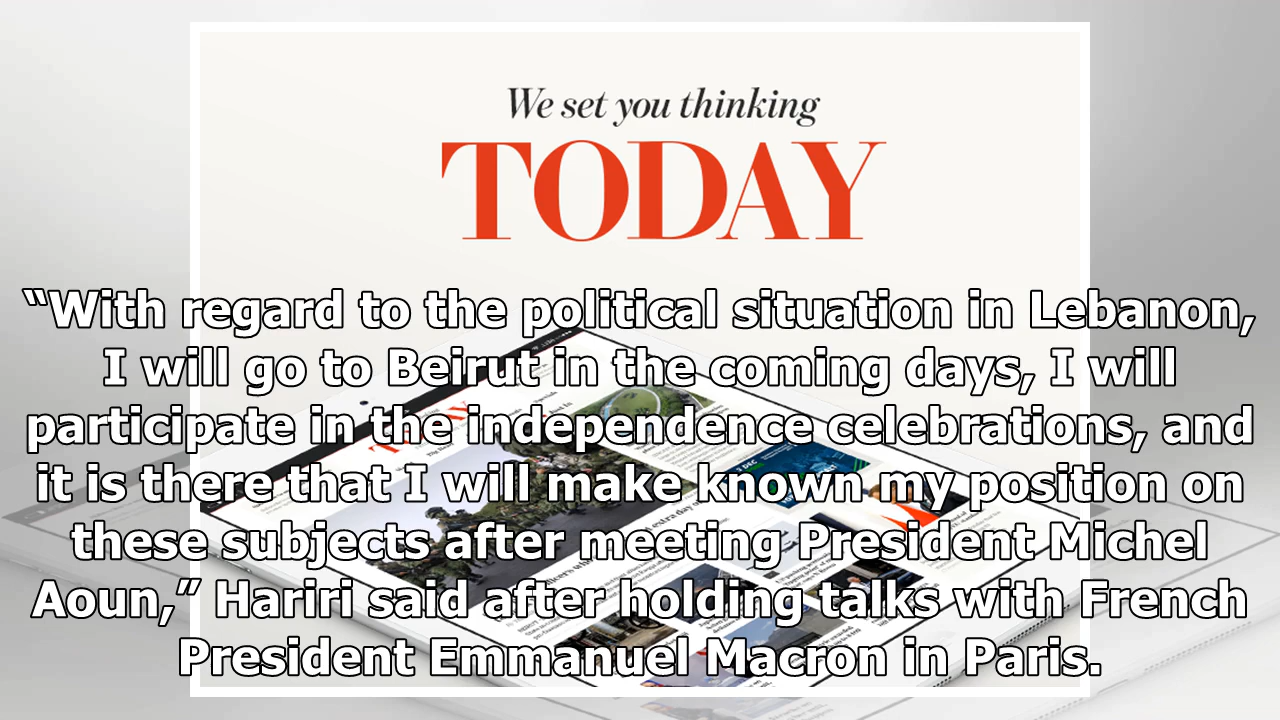 We set you thinking
TODAY
“With regard to the political situation in Lebanon,
I will go to Beirut in the coming days, I will
participate in the independence celebrations, and
it is there that I will make known my position on
these subjects after meeting President Michel
Aoun,” Hariri said after holding talks with French
President Emmanuel Macron in Paris.